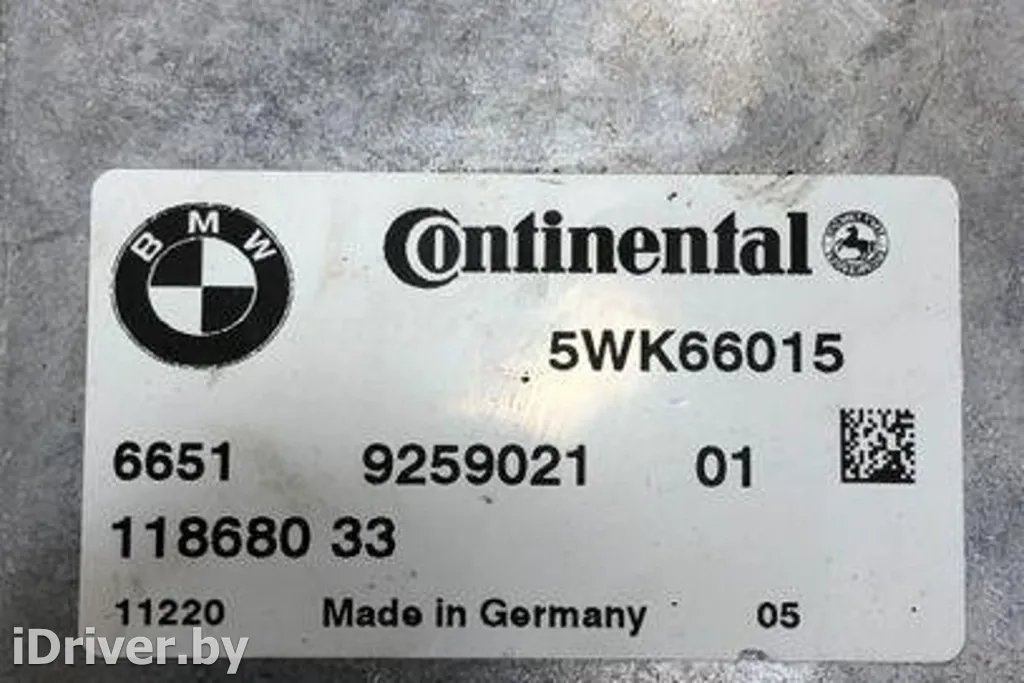 BMW
Continental
5WK66015
6651 9259021 01
118680 33
11220 Made in Germany 05
iDriver.by